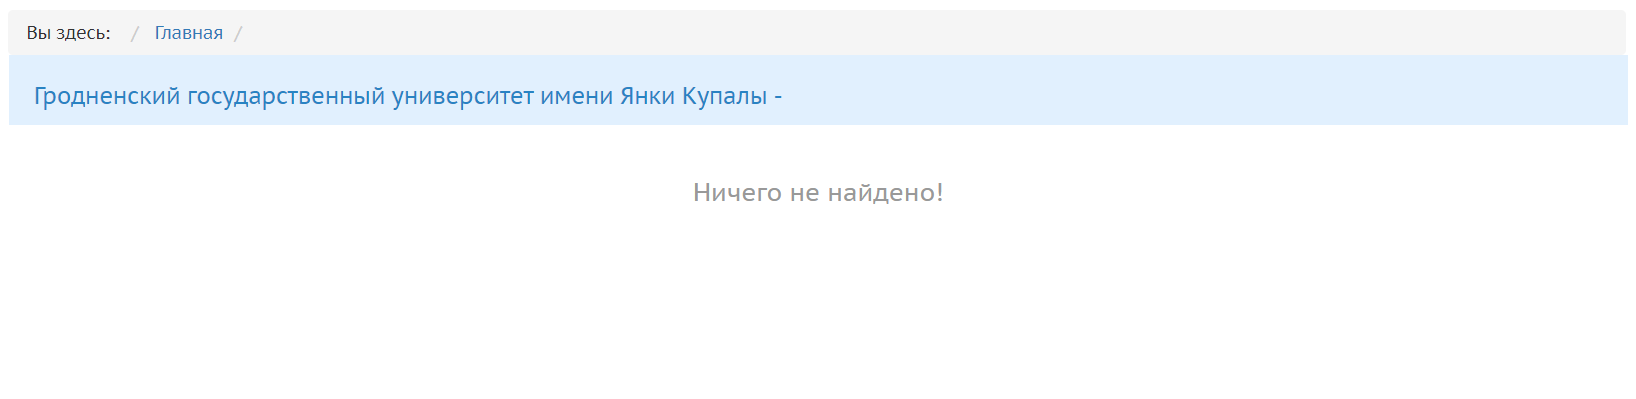 Вы здесь: / Главная /
Гродненский государственный университет имени Янки Купалы -
Ничего не найдено!